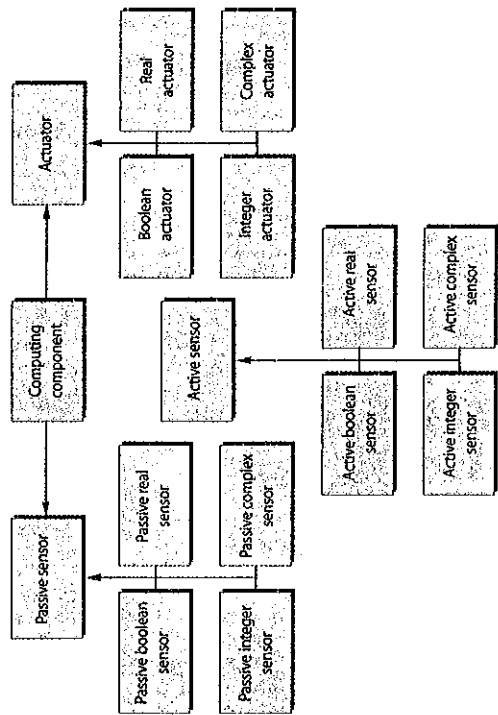 Passive sensor
Computing
component
Actuator
Passive boolean
sensor
Passive real
sensor
Passive integer
sensor
Passive complex
sensor
Active sensor
Boolean
actuator
Real
actuator
Integer
actuator
Complex
actuator
Active boolean
sensor
Active real
sensor
Active integer
sensor
Active complex
sensor